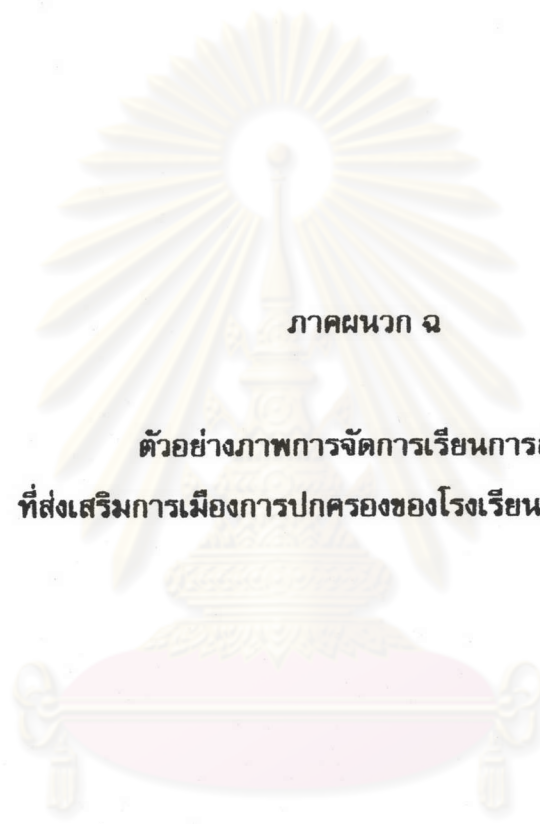 ภาคผนวก ฉ
ตัวอย่างภาพการจัดการเรียนการ
ที่ส่งเสริมการเมืองการปกครองของโรงเรียน